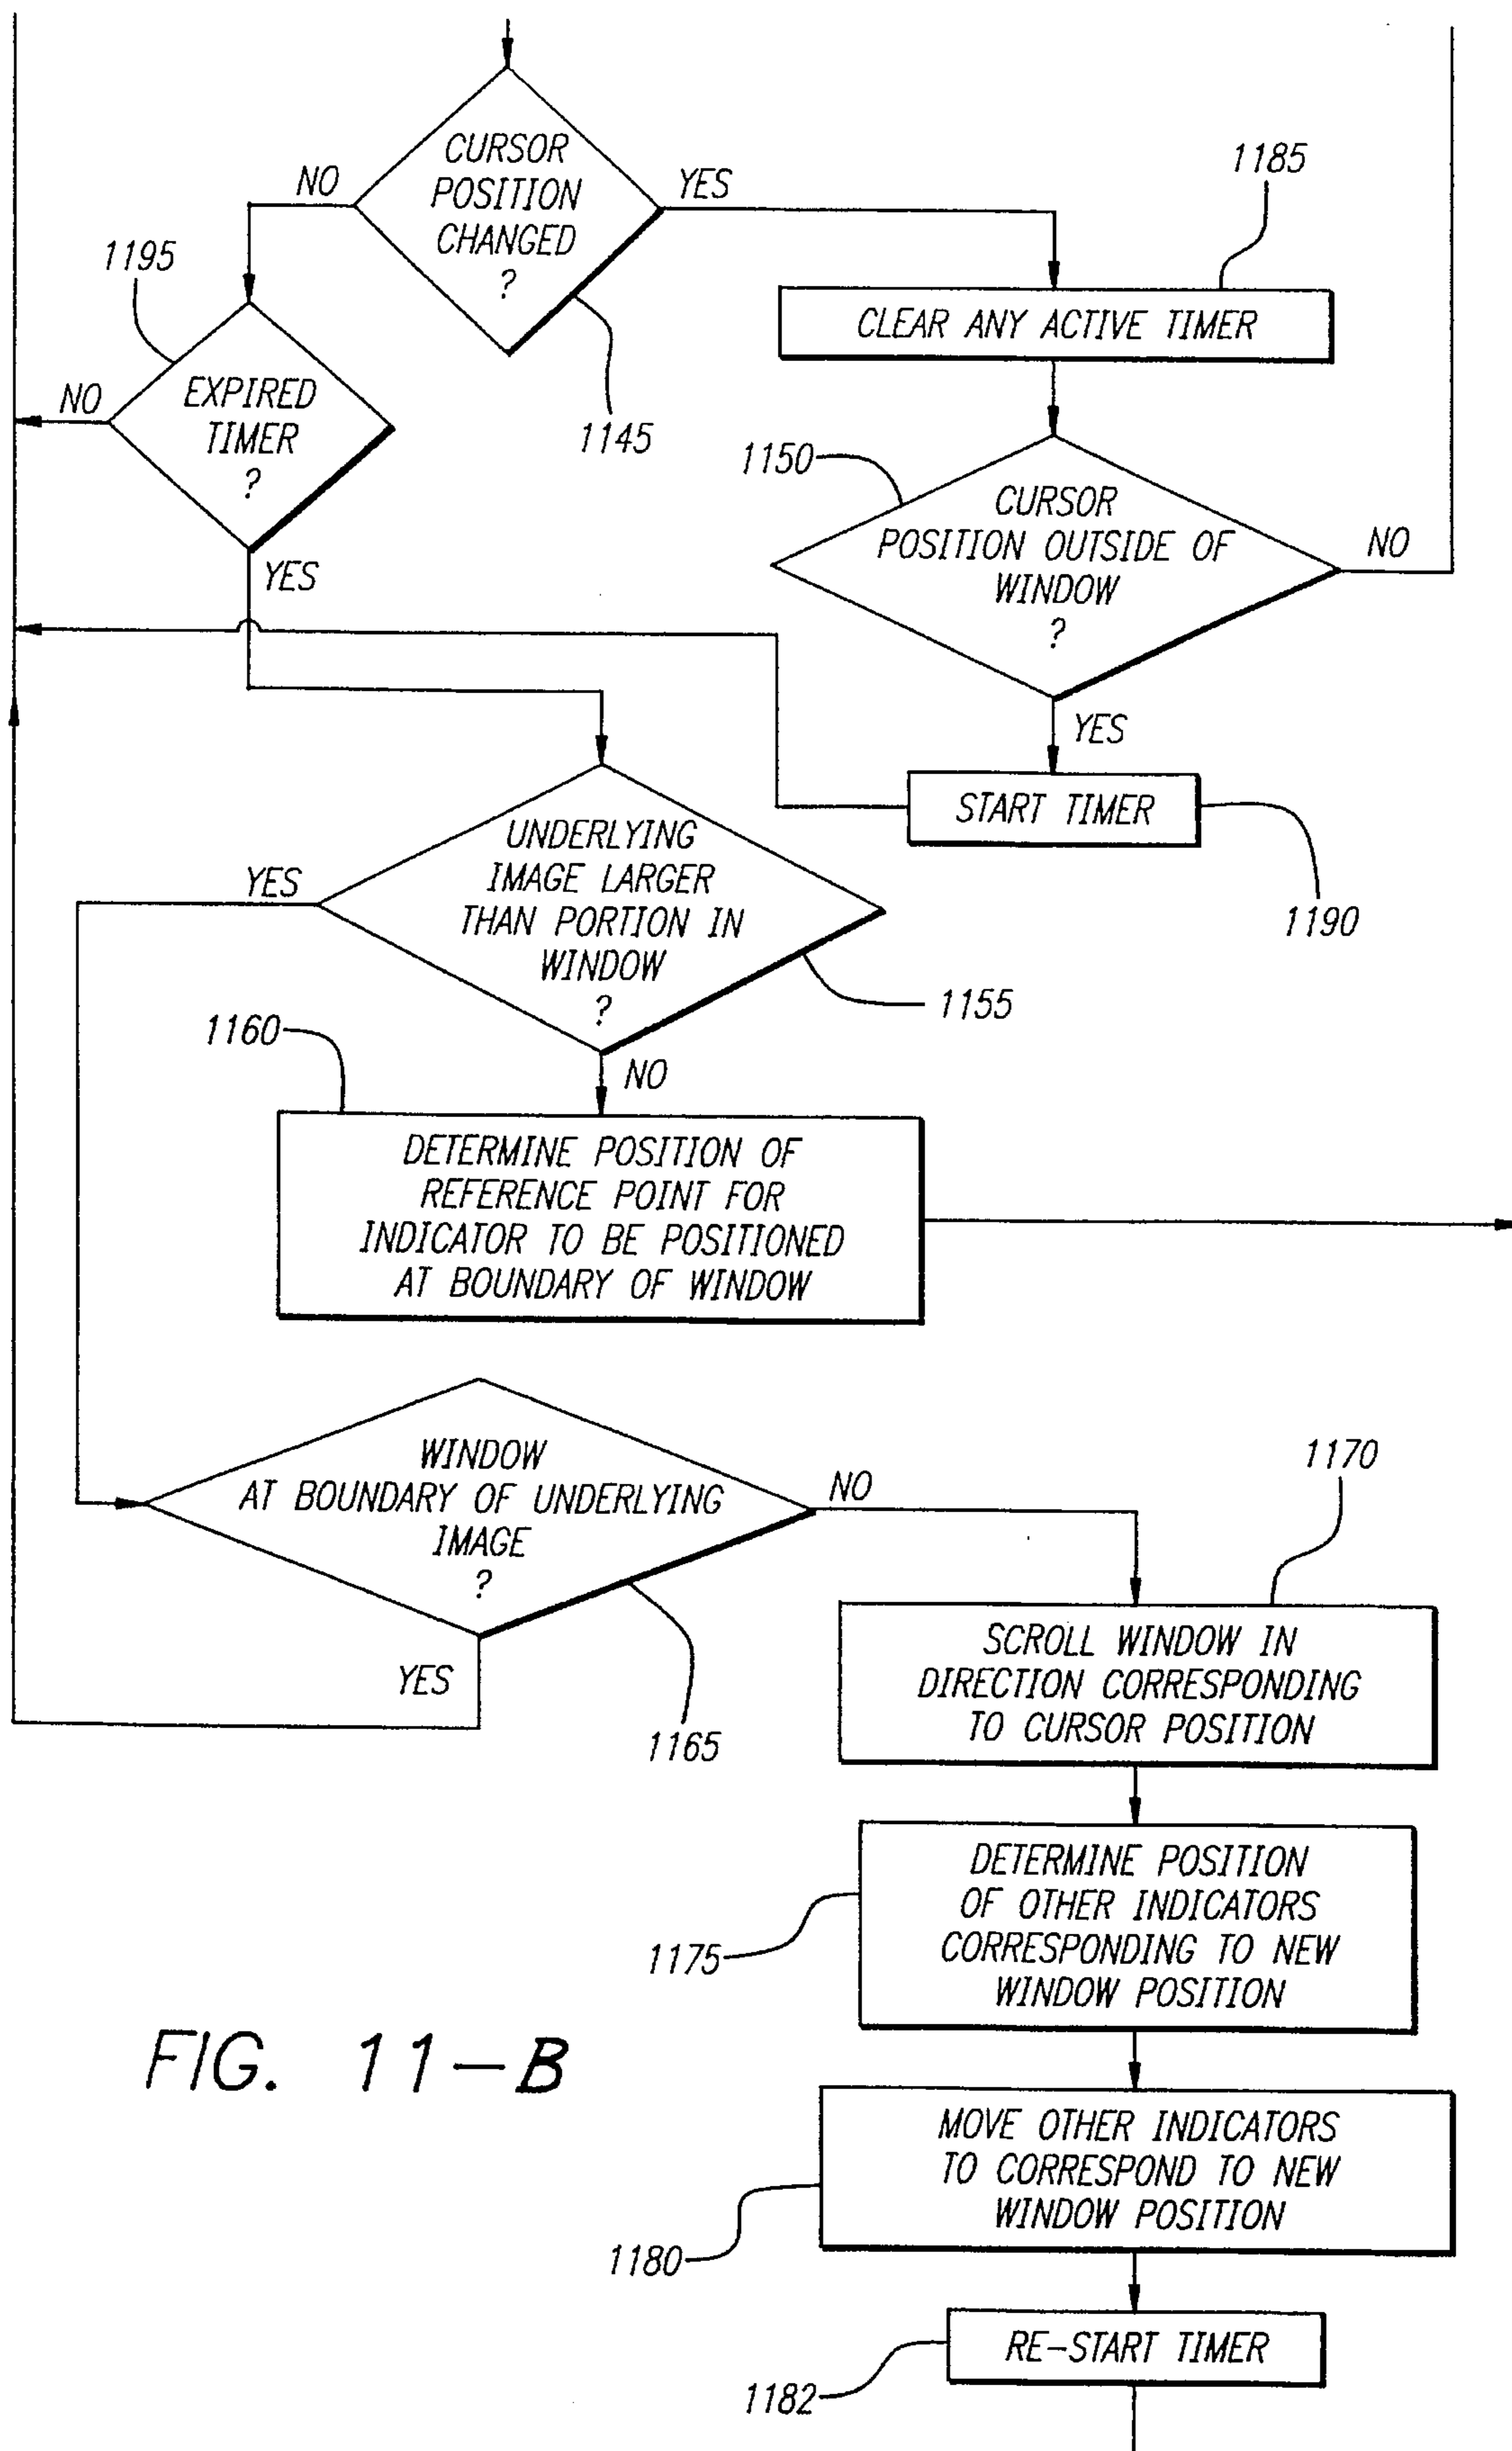 CURSOR
POSITION
CHANGED
?
NO
YES
1185
1195
CLEAR ANY ACTIVE TIMER
EXPIRED
TIMER
?
NO
1145
1150
CURSOR
POSITION OUTSIDE OF
WINDOW
?
NO
YES
YES
START TIMER
1190
UNDERLYING
IMAGE LARGER
THAN PORTION IN
WINDOW
?
YES
1155
1160
NO
DETERMINE POSITION OF
REFERENCE POINT FOR
INDICATOR TO BE POSITIONED
AT BOUNDARY OF WINDOW
WINDOW
AT BOUNDARY OF UNDERLYING
IMAGE
?
NO
1170
YES
1165
SCROLL WINDOW IN
DIRECTION CORRESPONDING
TO CURSOR POSITION
DETERMINE POSITION
OF OTHER INDICATORS
CORRESPONDING TO NEW
WINDOW POSITION
1175
FIG. 11-B
MOVE OTHER INDICATORS
TO CORRESPOND TO NEW
WINDOW POSITION
1180
RE-START TIMER
1182